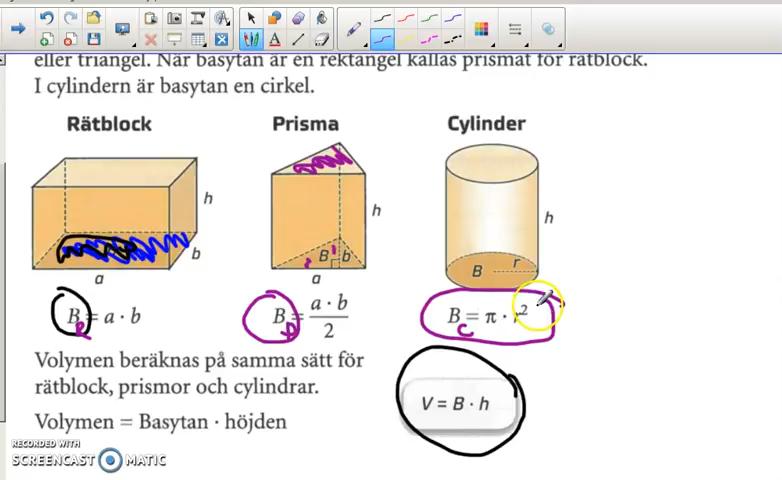 eller triangel. När basytan är en rektangel kallas prismat för rätblock.
I cylindern är basytan en cirkel.
Rätblock Prisma Cylinder
h
b
a
h
B b
a
h
r
B
B = a · b
R
B = a · b / 2
B = π · r²
C
Volymen beräknas på samma sätt för
rätblock, prismor och cylindrar.
V = B · h
Volymen = Basytan · höjden
RECORDED WITH
SCREENCAST MATIC